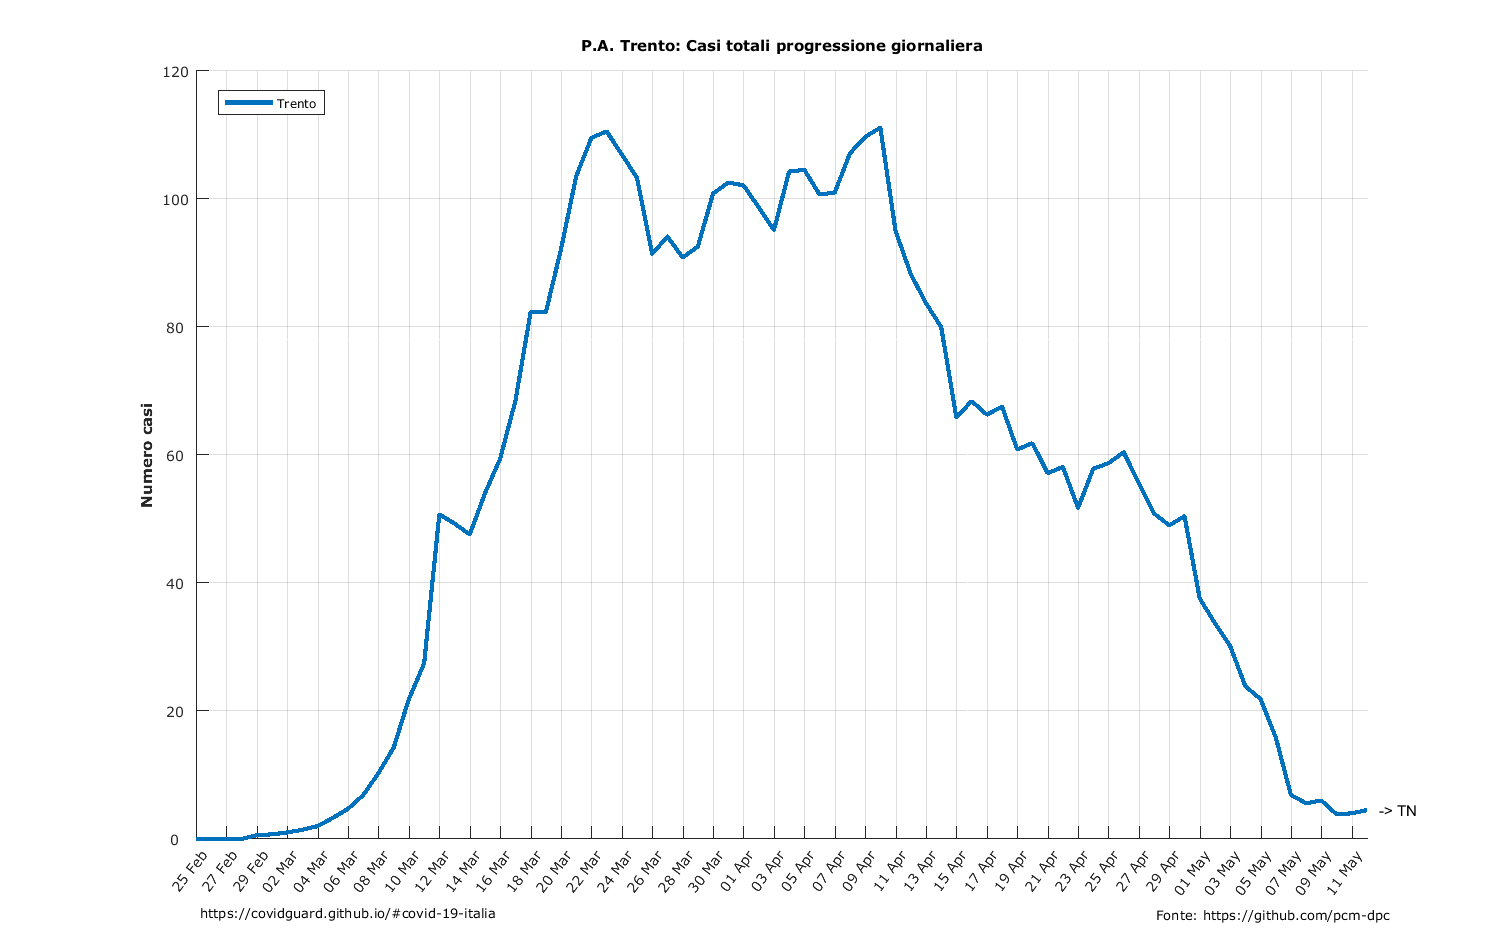 P.A. Trento: Casi totali progressione giornaliera
Trento
Numero casi
120
100
80
60
40
20
0
-> TN
25 Feb
27 Feb
29 Feb
02 Mar
04 Mar
06 Mar
08 Mar
10 Mar
12 Mar
14 Mar
16 Mar
18 Mar
20 Mar
22 Mar
24 Mar
26 Mar
28 Mar
30 Mar
01 Apr
03 Apr
05 Apr
07 Apr
09 Apr
11 Apr
13 Apr
15 Apr
17 Apr
19 Apr
21 Apr
23 Apr
25 Apr
27 Apr
29 Apr
01 May
03 May
05 May
07 May
09 May
11 May
https://covidguard.github.io/#covid-19-italia
Fonte: https://github.com/pcm-dpc